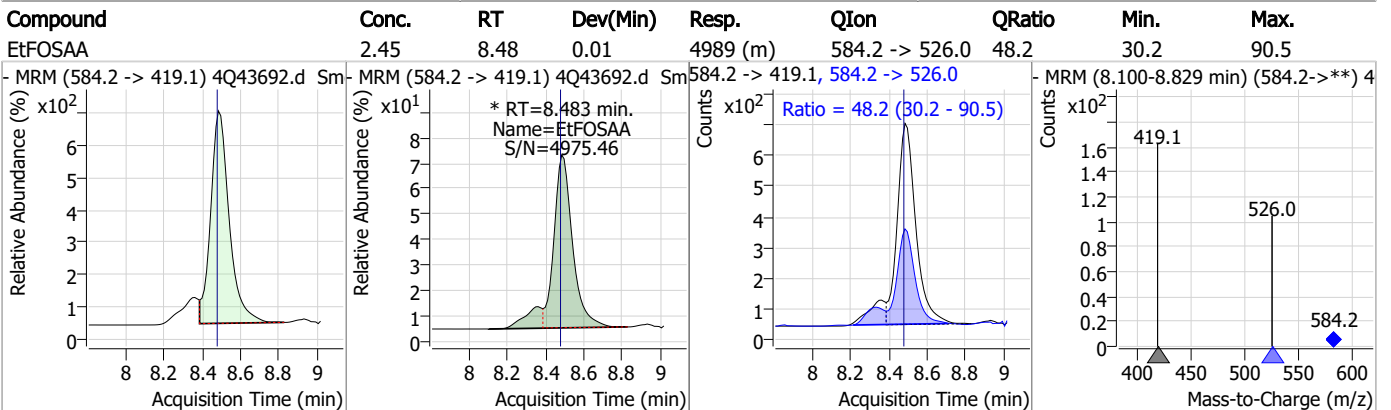 Compound Conc. RT Dev(Min) Resp. QIon QRatio Min. Max.
EtFOSAA 2.45 8.48 0.01 4989 (m) 584.2 -> 526.0 48.2 30.2 90.5
- MRM (584.2 -> 419.1) 4Q43692.d Sm
x10²
Relative Abundance (%)
6
5
4
3
2
1
0
8 8.2 8.4 8.6 8.8 9
Acquisition Time (min)
- MRM (584.2 -> 419.1) 4Q43692.d Sm
x10¹
* RT=8.483 min.
Name=EtFOSAA
S/N=4975.46
Relative Abundance (%)
8
7
6
5
4
3
2
1
0
8 8.2 8.4 8.6 8.8 9
Acquisition Time (min)
584.2 -> 419.1, 584.2 -> 526.0
x10²
Ratio = 48.2 (30.2 - 90.5)
Counts
6
5
4
3
2
1
0
8 8.2 8.4 8.6 8.8 9
Acquisition Time (min)
- MRM (8.100-8.829 min) (584.2->**) 4
x10²
Counts
419.1
526.0
584.2
1.6
1.4
1.2
1
0.8
0.6
0.4
0.2
0
400 450 500 550 600
Mass-to-Charge (m/z)